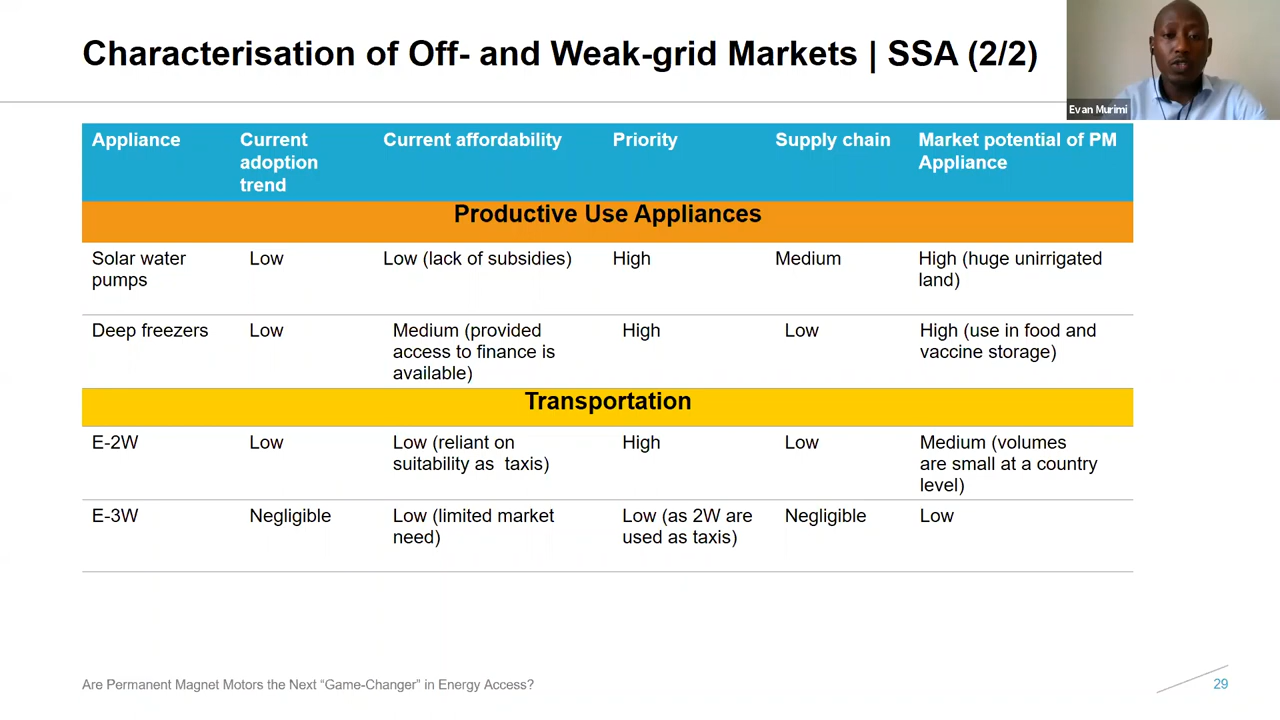 Characterisation of Off- and Weak-grid Markets | SSA (2/2)
Evan Murimi
Appliance
Current
adoption
trend
Current affordability
Priority
Supply chain
Market potential of PM
Appliance
Productive Use Appliances
Solar water
pumps
Low
Low (lack of subsidies)
High
Medium
High (huge unirrigated
land)
Deep freezers
Low
Medium (provided
access to finance is
available)
High
Low
High (use in food and
vaccine storage)
Transportation
E-2W
Low
Low (reliant on
suitability as  taxis)
High
Low
Medium (volumes
are small at a country
level)
E-3W
Negligible
Low (limited market
need)
Low (as 2W are
used as taxis)
Negligible
Low
Are Permanent Magnet Motors the Next “Game-Changer” in Energy Access?
29